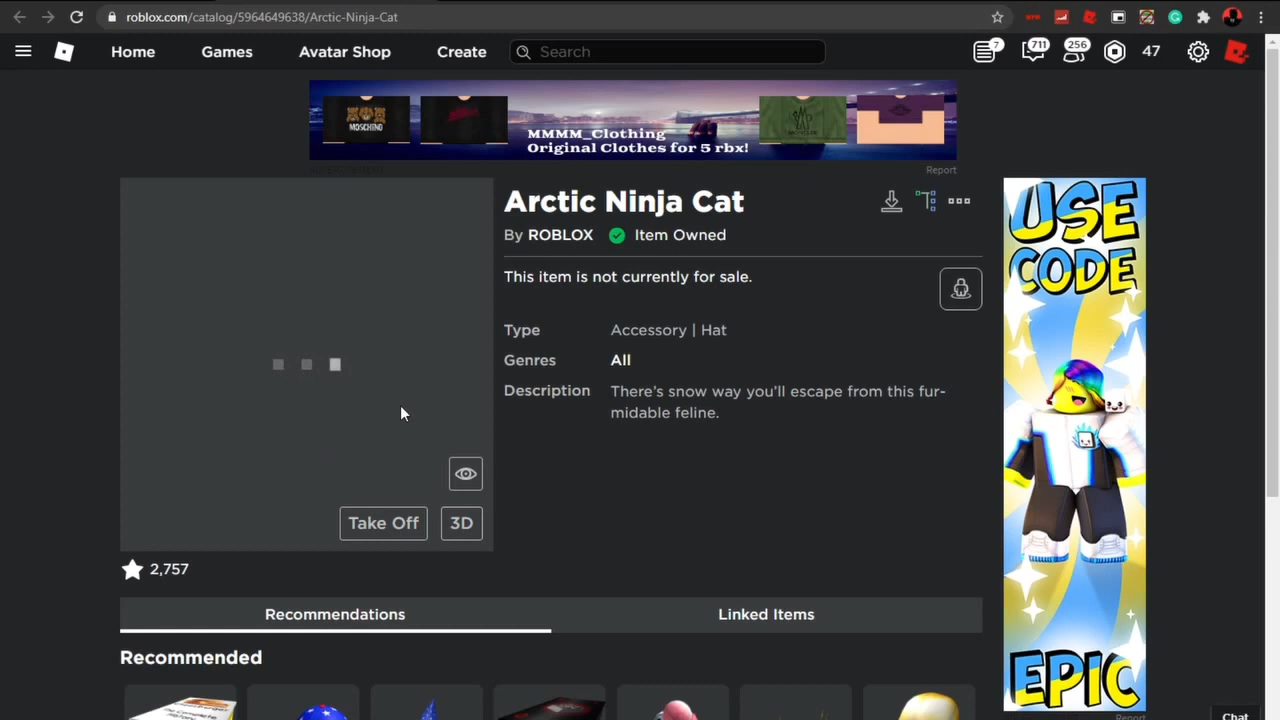 roblox.com/catalog/5964649638/Arctic-Ninja-Cat
Home
Games
Avatar Shop
Create
Search
7
711
256
47
MOSCHINO
MMMM_Clothing
Original Clothes for 5 rbx!
ADVERTISEMENT
Report
Arctic Ninja Cat
By ROBLOX
Item Owned
This item is not currently for sale.
Type
Accessory | Hat
Genres
All
Description
There's snow way you'll escape from this fur-
midable feline.
Take Off
3D
2,757
Recommendations
Linked Items
Recommended
USE
CODE
EPIC
Report
Chat